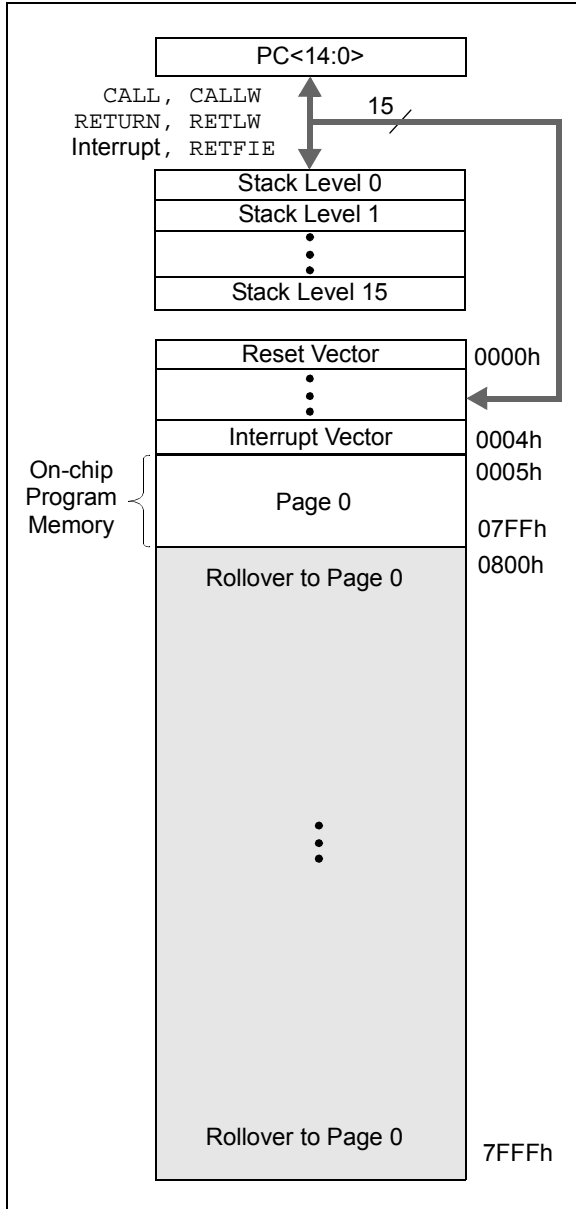 PC<14:0>
CALL, CALLW
RETURN, RETLW
Interrupt, RETFIE
15
Stack Level 0
Stack Level 1
Stack Level 15
Reset Vector
0000h
Interrupt Vector
0004h
On-chip
Program
Memory
Page 0
0005h
07FFh
Rollover to Page 0
0800h
Rollover to Page 0
7FFFh